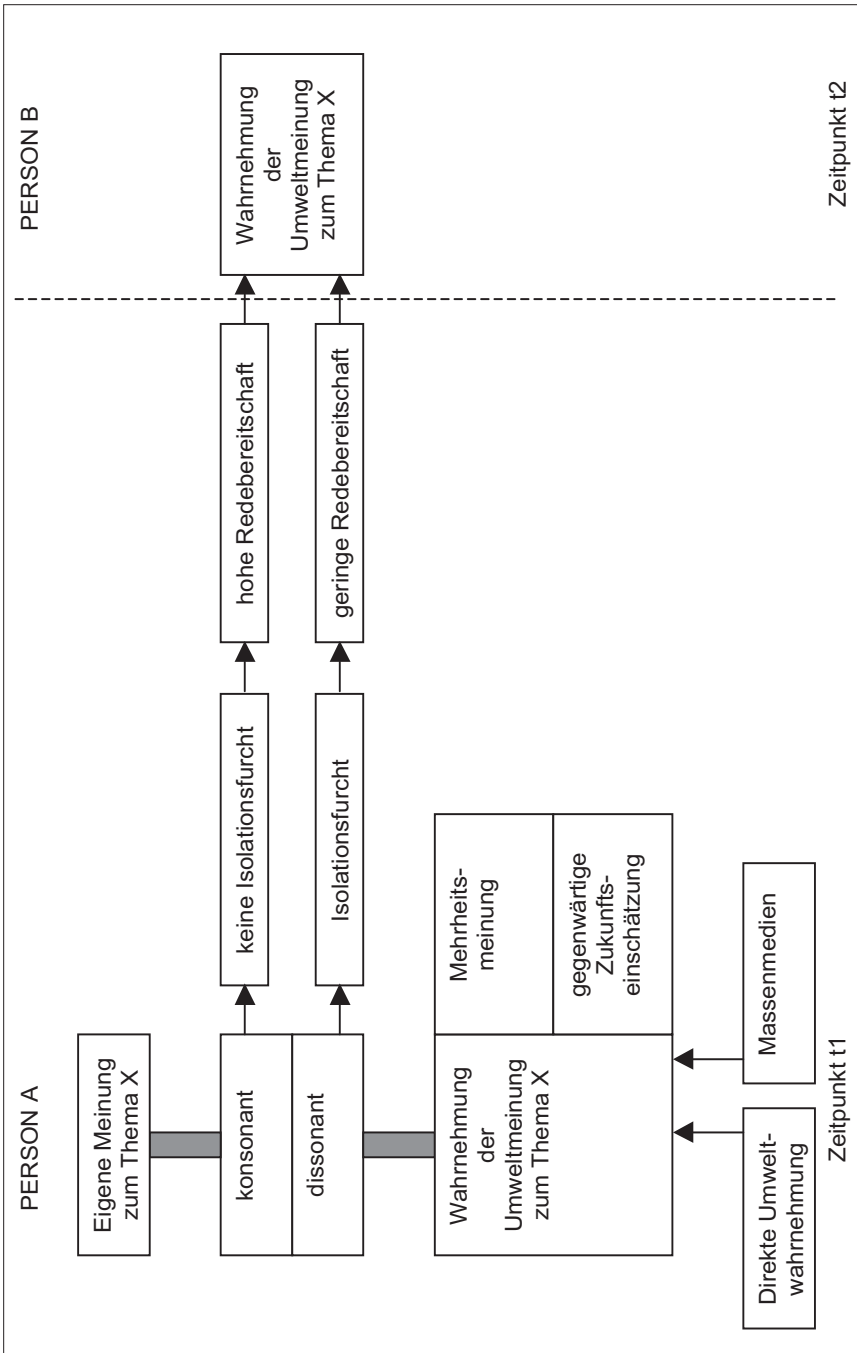 PERSON A
PERSON B
Eigene Meinung
zum Thema X
konsonant
keine Isolationsfurcht
hohe Redebereitschaft
Wahrnehmung
der
Umweltmeinung
zum Thema X
dissonant
Isolationsfurcht
geringe Redebereitschaft
Wahrnehmung
der
Umweltmeinung
zum Thema X
Mehrheits-
meinung
gegenwärtige
Zukunfts-
einschätzung
Direkte Umwelt-
wahrnehmung
Massenmedien
Zeitpunkt t1
Zeitpunkt t2